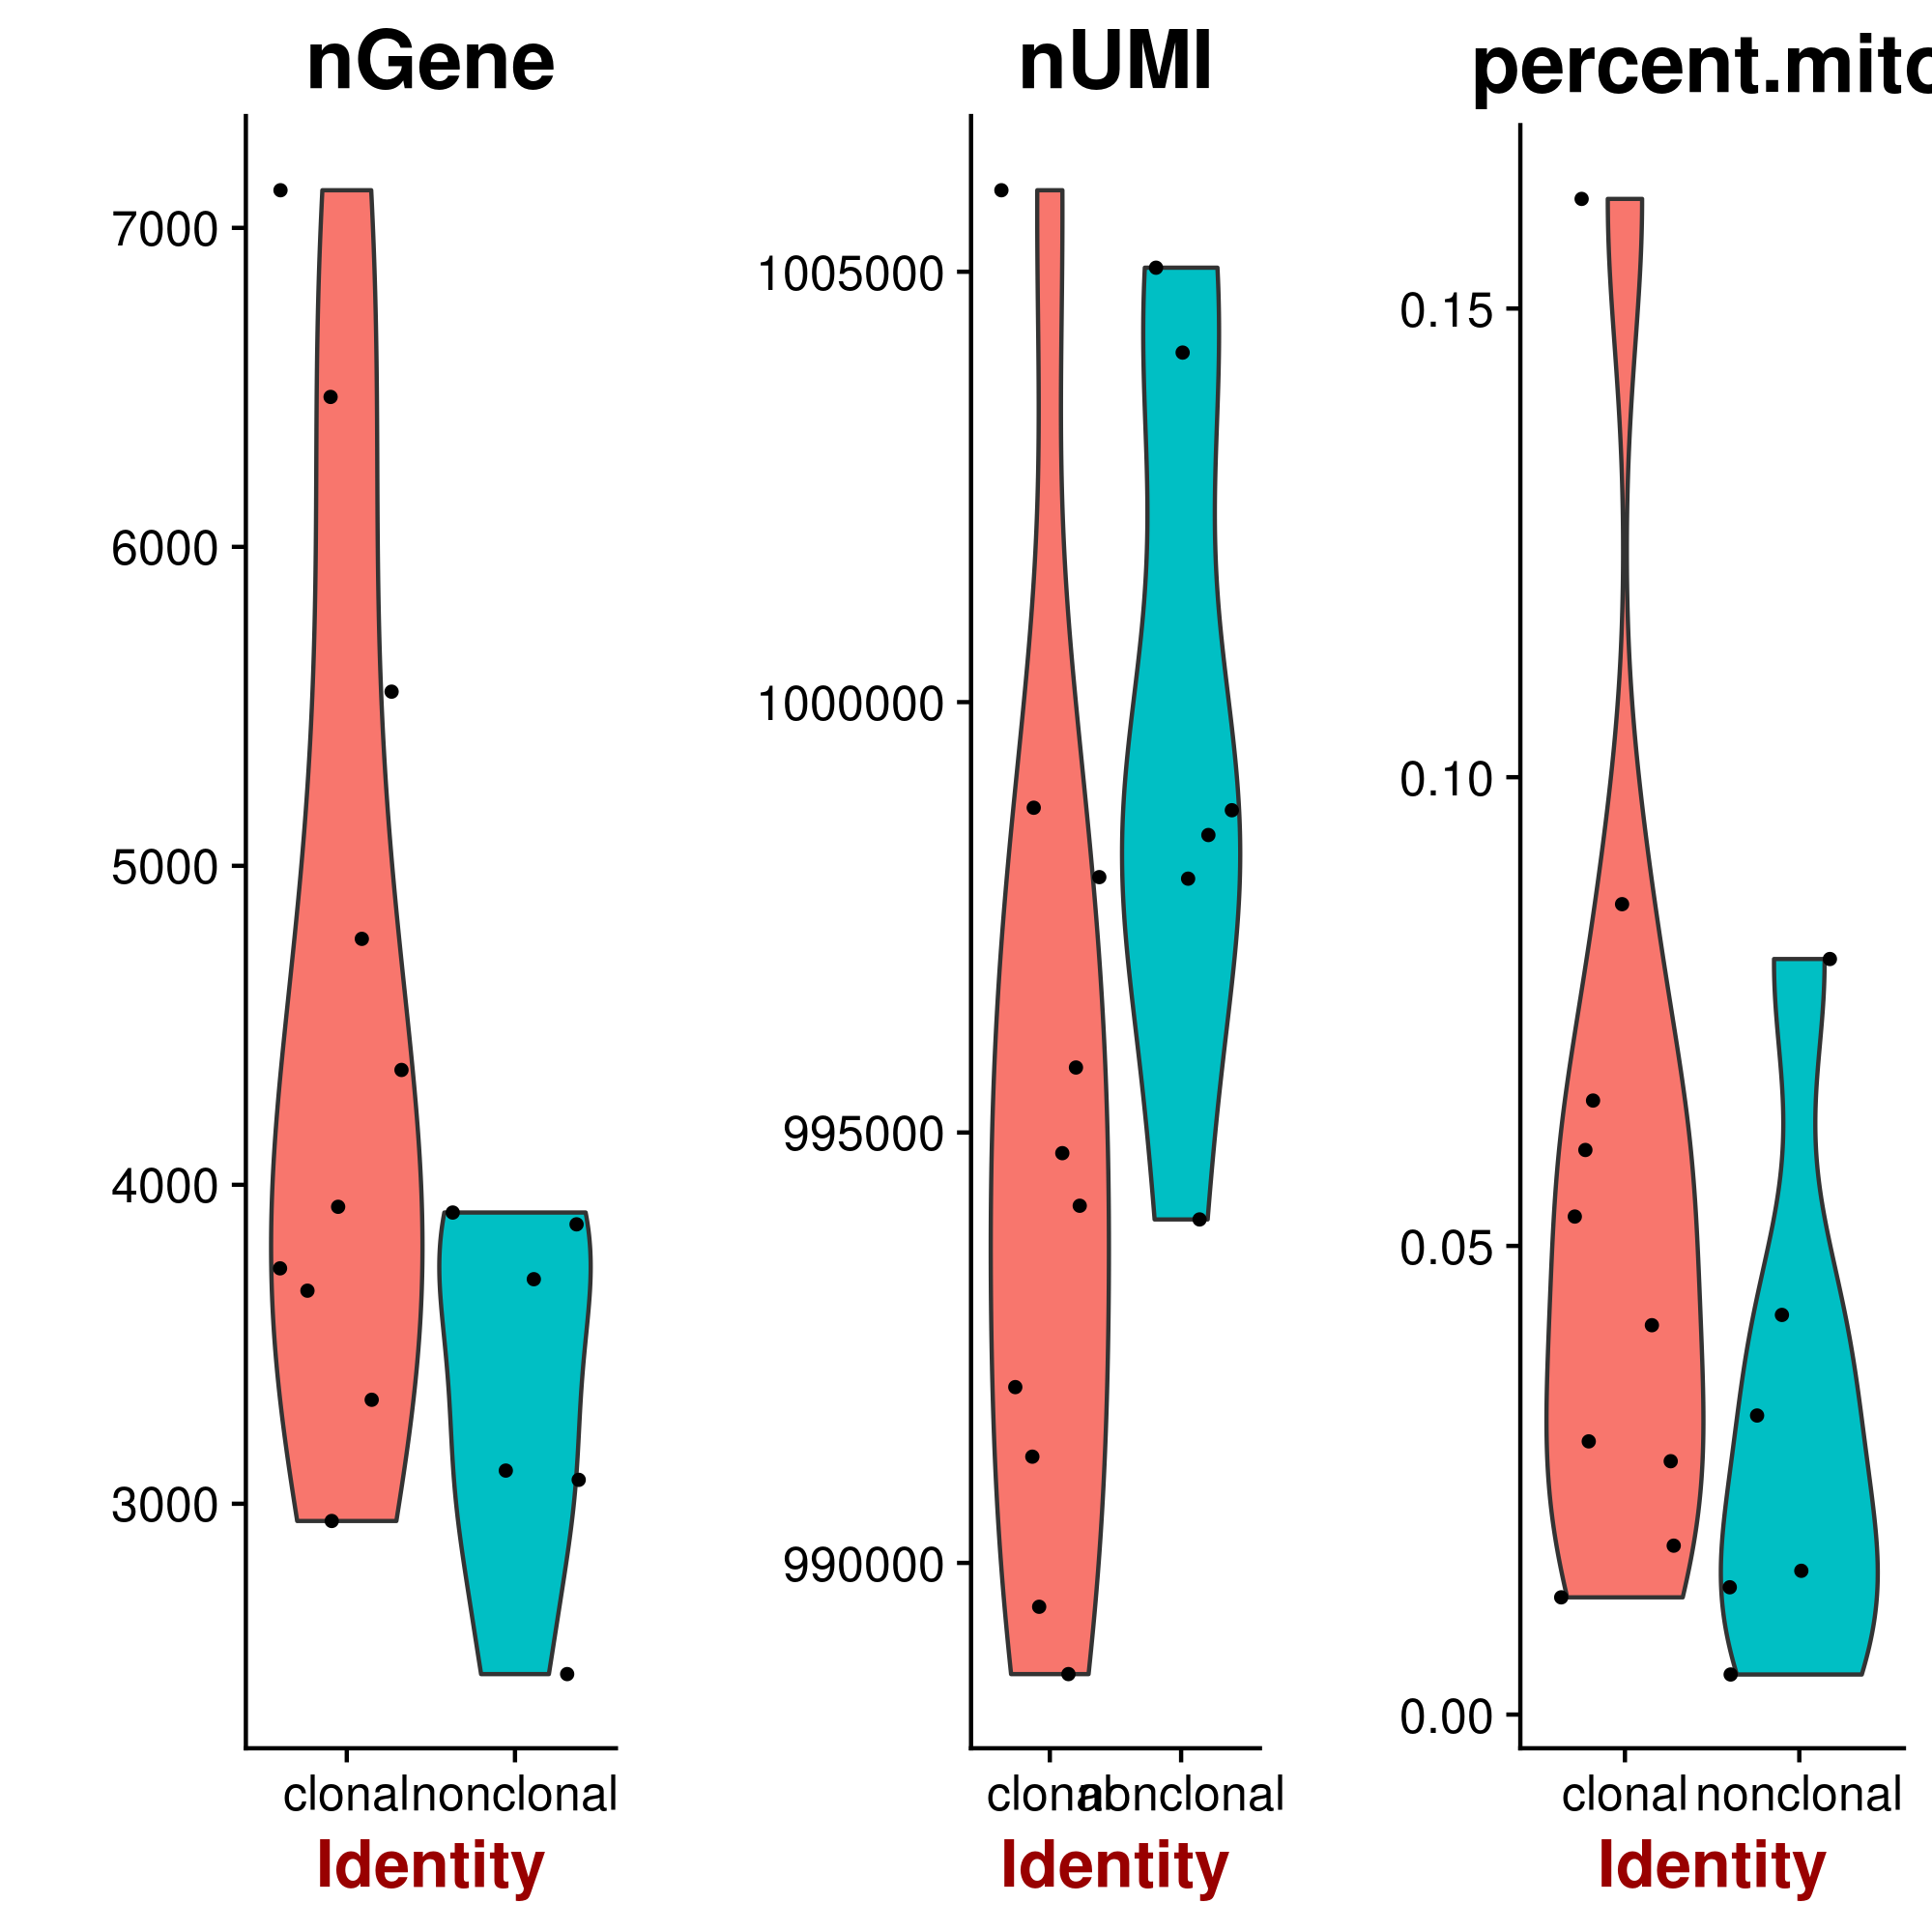 nGene
7000
6000
5000
4000
3000
clonal nonclonal
Identity
nUMI
1005000
1000000
995000
990000
clonal nonclonal
Identity
percent.mito
0.15
0.10
0.05
0.00
clonal nonclonal
Identity